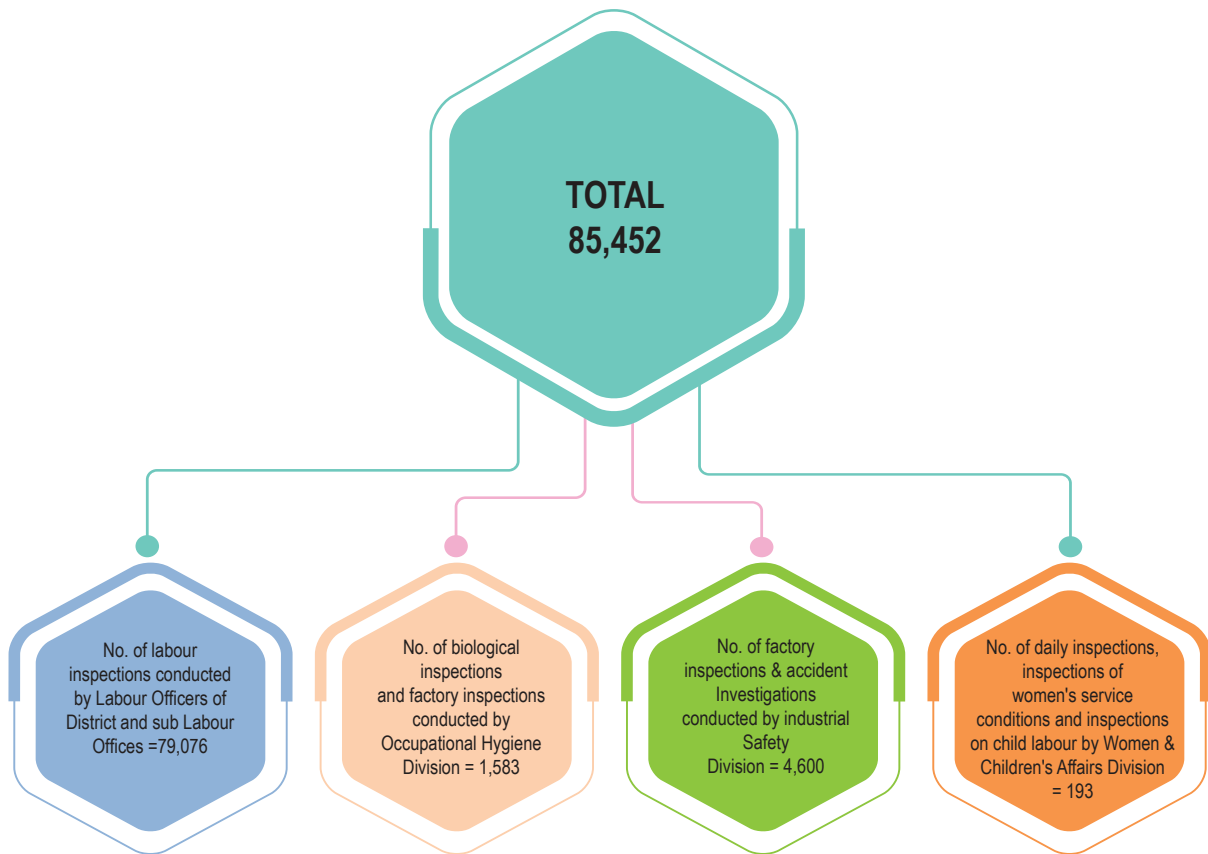 TOTAL
85,452
No. of labour
inspections conducted
by Labour Officers of
District and sub Labour
Offices =79,076
No. of biological
inspections
and factory inspections
conducted by
Occupational Hygiene
Division = 1,583
No. of factory
inspections & accident
Investigations
conducted by industrial
Safety
Division = 4,600
No. of daily inspections,
inspections of
women's service
conditions and inspections
on child labour by Women &
Children's Affairs Division
= 193